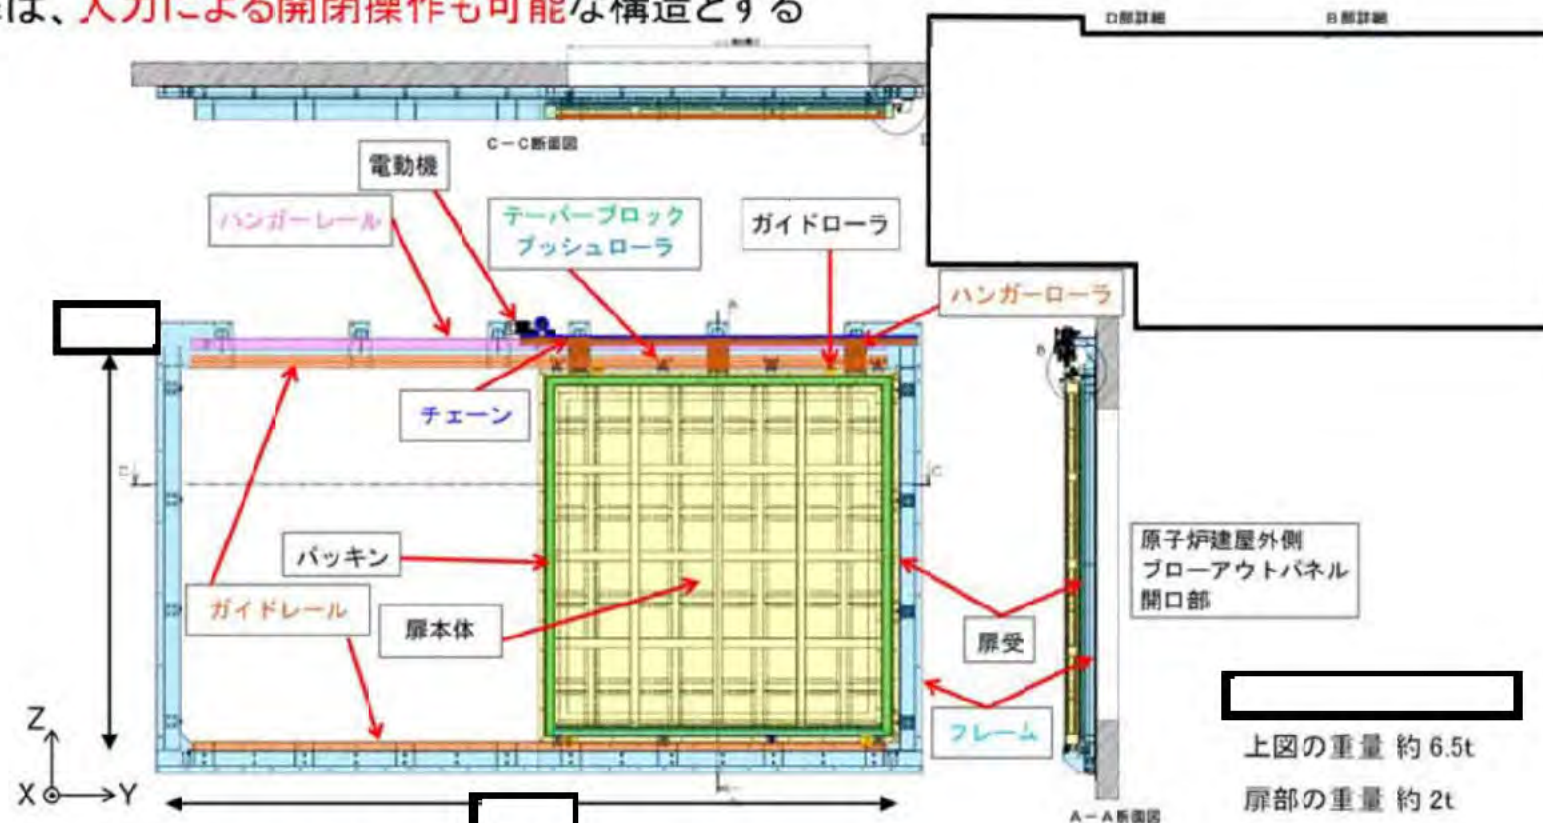 は、人力による開閉操作も可能な構造とする
D部詳細
B部詳細
C-C断面図
電動機
ハンガーレール
テーパーブロック
プッシュローラ
ガイドローラ
ハンガーローラ
A
B
チェーン
C
パッキン
ガイドレール
扉本体
扉受
原子炉建屋外側
ブローアウトパネル
開口部
フレーム
Z
X
Y
上図の重量 約6.5t
扉部の重量 約2t
A-A断面図